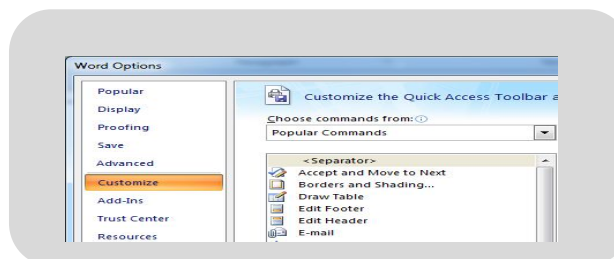 Word Options
Popular
Display
Proofing
Save
Advanced
Customize
Add-Ins
Trust Center
Resources
Customize the Quick Access Toolbar a
Choose commands from:
Popular Commands
<Separator>
Accept and Move to Next
Borders and Shading...
Draw Table
Edit Footer
Edit Header
E-mail